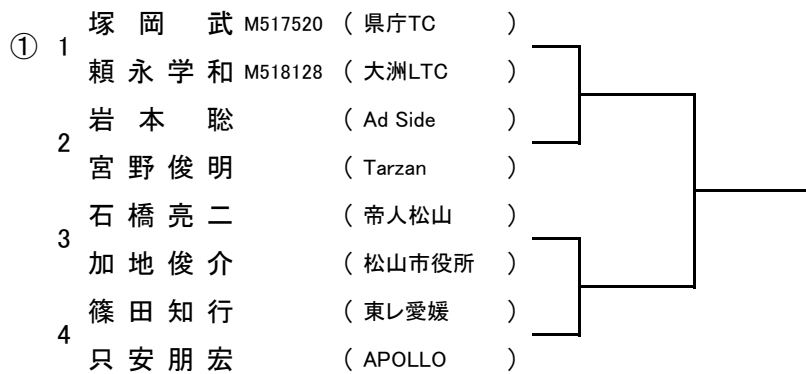 塚岡　武 M517520 （ 県庁TC ）
① 1
頼永学和 M518128 （ 大洲LTC ）
岩本　聡 （ Ad Side ）
2
宮野俊明 （ Tarzan ）
石橋亮二 （ 帝人松山 ）
3
加地俊介 （ 松山市役所 ）
篠田知行 （ 東レ愛媛 ）
4
只安朋宏 （ APOLLO ）